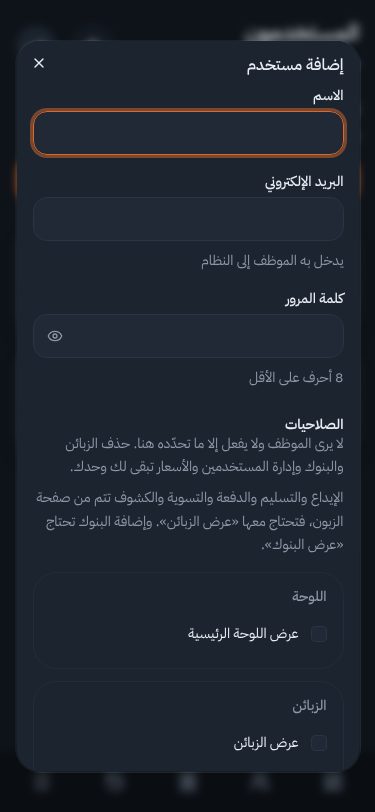 المستخدمون
إضافة مستخدم
الاسم
البريد الإلكتروني
يدخل به الموظف إلى النظام
كلمة المرور
8 أحرف على الأقل
الصلاحيات
لا يرى الموظف ولا يفعل إلا ما تحدّده هنا. حذف الزبائن
والبنوك وإدارة المستخدمين والأسعار تبقى لك وحدك.
الإيداع والتسليم والدفعة والتسوية والكشوف تتم من صفحة
الزبون، فتحتاج معها «عرض الزبائن». وإضافة البنوك تحتاج
«عرض البنوك».
اللوحة
عرض اللوحة الرئيسية
الزبائن
عرض الزبائن